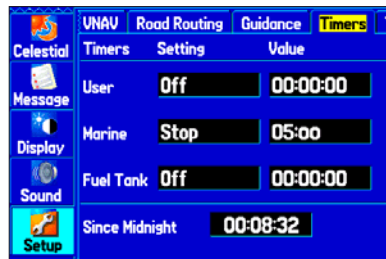 VNAV Road Routing Guidance Timers
Celestial
Timers Setting Value
Message
User Off 00:00:00
Display
Marine Stop 05:00
Sound
Fuel Tank Off 00:00:00
Setup
Since Midnight 00:08:32